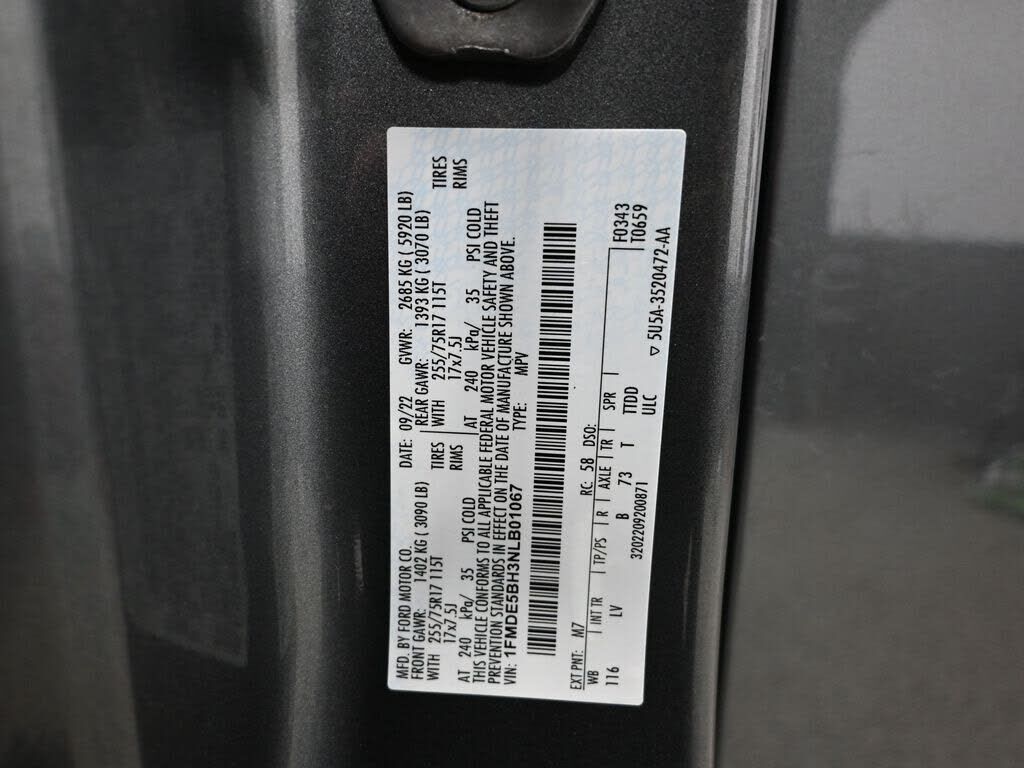 MFD. BY FORD MOTOR CO. DATE: 09/22 GVWR: 2685 KG ( 5920 LB)
FRONT GAWR: 1402 KG ( 3090 LB) REAR GAWR: 1393 KG ( 3070 LB)
WITH 255/75R17 115T TIRES WITH 255/75R17 115T TIRES
17x7.5J RIMS 17x7.5J RIMS
AT 240 kPa/ 35 PSI COLD AT 240 kPa/ 35 PSI COLD
THIS VEHICLE CONFORMS TO ALL APPLICABLE FEDERAL MOTOR VEHICLE SAFETY AND THEFT
PREVENTION STANDARDS IN EFFECT ON THE DATE OF MANUFACTURE SHOWN ABOVE.
VIN: 1FMDE5BH3NLB01067 TYPE: MPV
EXT PNT: M7 RC: 58 DSO:
WB INT TR TP/PS R AXLE TR SPR F0343
116 LV B 73 T TTDD T0659
ULC
3202209200871 ▽ 5U5A-3520472-AA